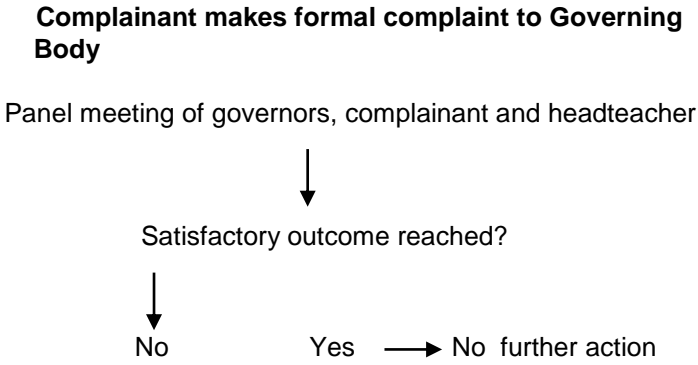 Complainant makes formal complaint to Governing
Body
Panel meeting of governors, complainant and headteacher
Satisfactory outcome reached?
No Yes No further action